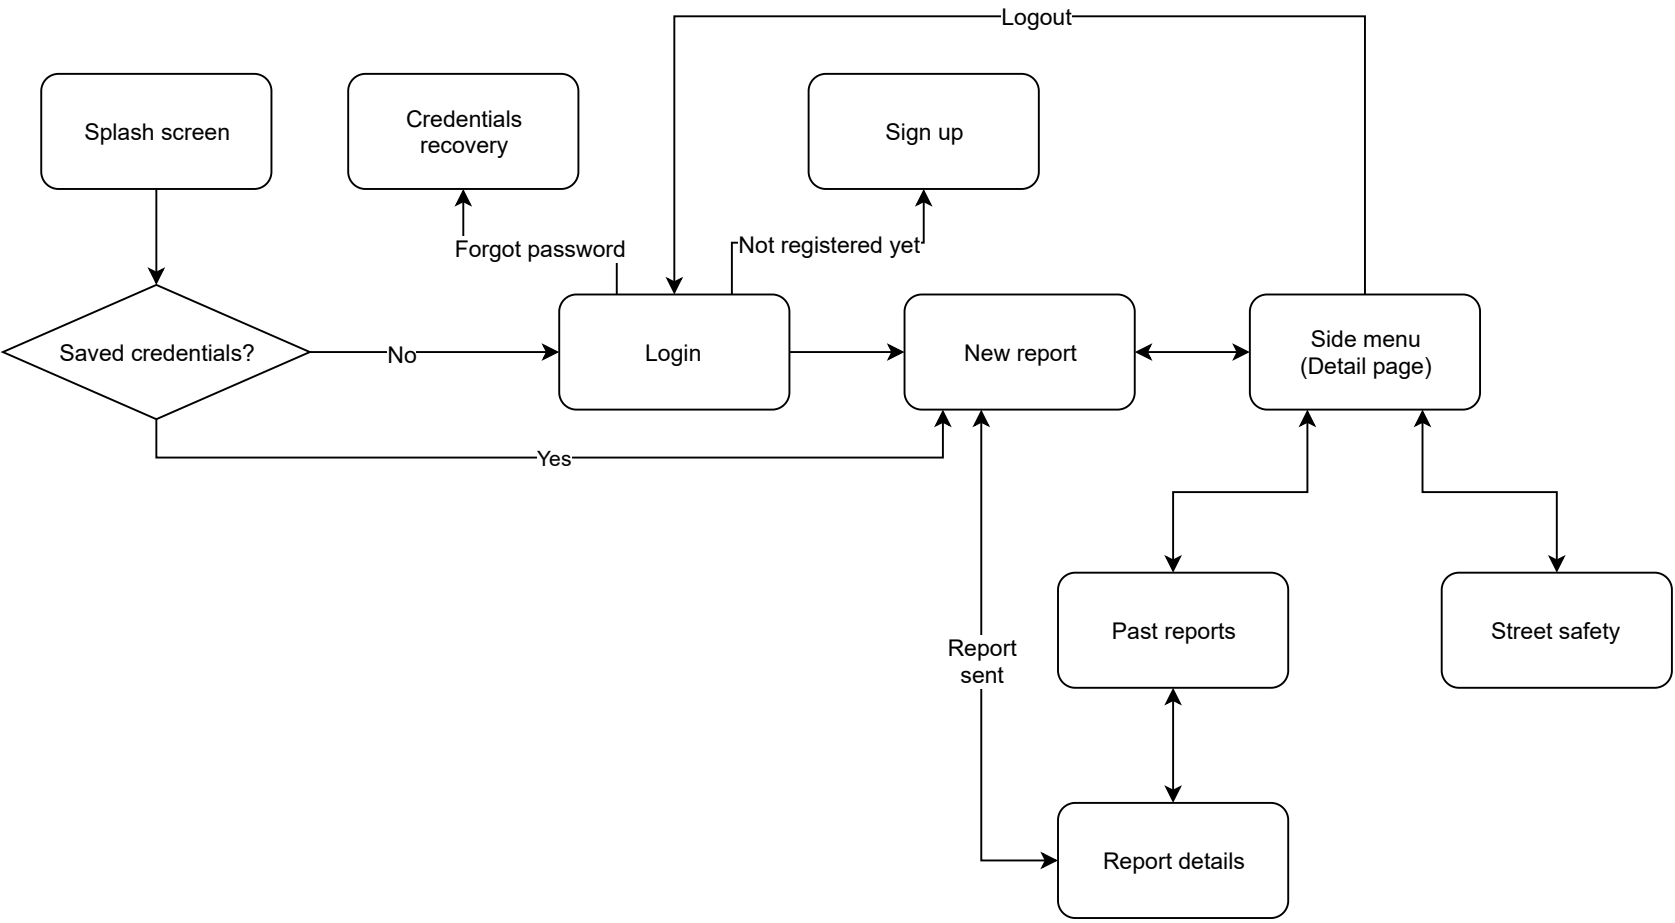 Logout
Splash screen
Credentials
recovery
Sign up
Forgot password
Not registered yet
Saved credentials?
No
Login
New report
Side menu
(Detail page)
Yes
Report
sent
Past reports
Street safety
Report details